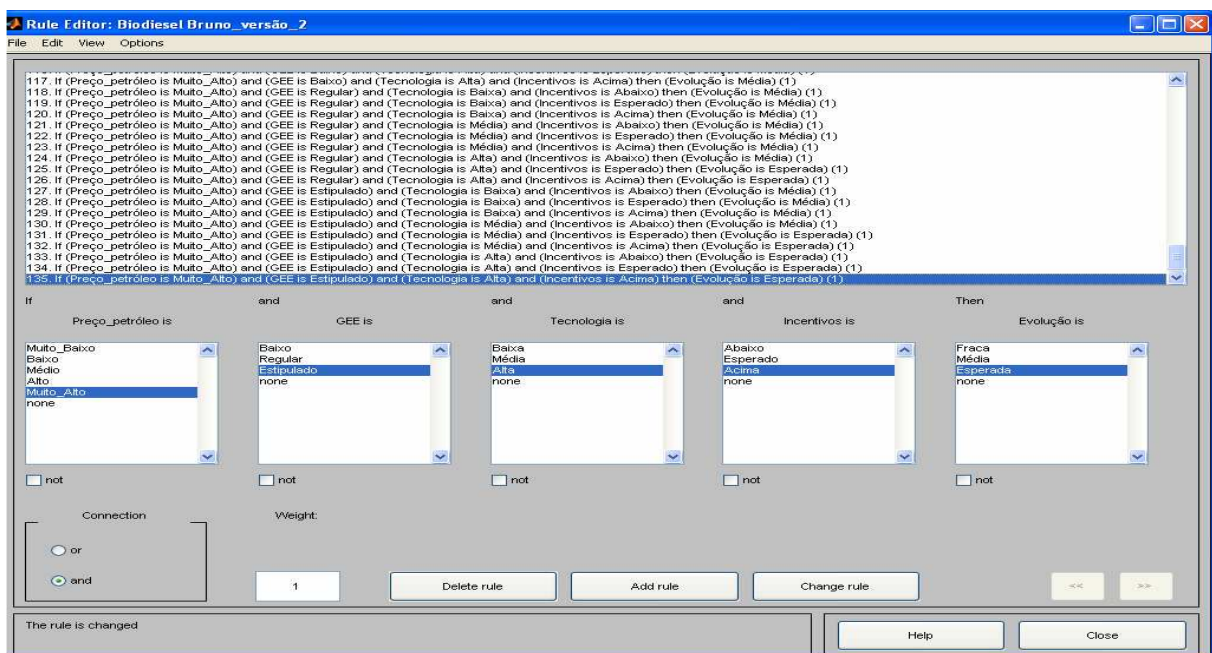 Rule Editor: Biodiesel Bruno_versão_2
File Edit View Options
117. If (Preço_petróleo is Muito_Alto) and (GEE is Baixo) and (Tecnologia is Alta) and (Incentivos is Acima) then (Evolução is Média) (1)
118. If (Preço_petróleo is Muito_Alto) and (GEE is Regular) and (Tecnologia is Baixa) and (Incentivos is Abaixo) then (Evolução is Média) (1)
119. If (Preço_petróleo is Muito_Alto) and (GEE is Regular) and (Tecnologia is Baixa) and (Incentivos is Esperado) then (Evolução is Média) (1)
120. If (Preço_petróleo is Muito_Alto) and (GEE is Regular) and (Tecnologia is Baixa) and (Incentivos is Acima) then (Evolução is Média) (1)
121. If (Preço_petróleo is Muito_Alto) and (GEE is Regular) and (Tecnologia is Média) and (Incentivos is Abaixo) then (Evolução is Média) (1)
122. If (Preço_petróleo is Muito_Alto) and (GEE is Regular) and (Tecnologia is Média) and (Incentivos is Esperado) then (Evolução is Média) (1)
123. If (Preço_petróleo is Muito_Alto) and (GEE is Regular) and (Tecnologia is Média) and (Incentivos is Acima) then (Evolução is Média) (1)
124. If (Preço_petróleo is Muito_Alto) and (GEE is Regular) and (Tecnologia is Alta) and (Incentivos is Abaixo) then (Evolução is Média) (1)
125. If (Preço_petróleo is Muito_Alto) and (GEE is Regular) and (Tecnologia is Alta) and (Incentivos is Esperado) then (Evolução is Esperada) (1)
126. If (Preço_petróleo is Muito_Alto) and (GEE is Regular) and (Tecnologia is Alta) and (Incentivos is Acima) then (Evolução is Esperada) (1)
127. If (Preço_petróleo is Muito_Alto) and (GEE is Estipulado) and (Tecnologia is Baixa) and (Incentivos is Abaixo) then (Evolução is Média) (1)
128. If (Preço_petróleo is Muito_Alto) and (GEE is Estipulado) and (Tecnologia is Baixa) and (Incentivos is Esperado) then (Evolução is Média) (1)
129. If (Preço_petróleo is Muito_Alto) and (GEE is Estipulado) and (Tecnologia is Baixa) and (Incentivos is Acima) then (Evolução is Média) (1)
130. If (Preço_petróleo is Muito_Alto) and (GEE is Estipulado) and (Tecnologia is Média) and (Incentivos is Abaixo) then (Evolução is Média) (1)
131. If (Preço_petróleo is Muito_Alto) and (GEE is Estipulado) and (Tecnologia is Média) and (Incentivos is Esperado) then (Evolução is Esperada) (1)
132. If (Preço_petróleo is Muito_Alto) and (GEE is Estipulado) and (Tecnologia is Média) and (Incentivos is Acima) then (Evolução is Esperada) (1)
133. If (Preço_petróleo is Muito_Alto) and (GEE is Estipulado) and (Tecnologia is Alta) and (Incentivos is Abaixo) then (Evolução is Esperada) (1)
134. If (Preço_petróleo is Muito_Alto) and (GEE is Estipulado) and (Tecnologia is Alta) and (Incentivos is Esperado) then (Evolução is Esperada) (1)
135. If (Preço_petróleo is Muito_Alto) and (GEE is Estipulado) and (Tecnologia is Alta) and (Incentivos is Acima) then (Evolução is Esperada) (1)
If and and and Then
Preço_petróleo is GEE is Tecnologia is Incentivos is Evolução is
Muito_Baixo Baixo Baixa Abaixo Fraca
Baixo Regular Média Esperado Média
Médio Estipulado Alta Acima Esperada
Alto none none none none
Muito_Alto
none
not not not not not
Connection Weight:
or
and 1 Delete rule Add rule Change rule << >>
The rule is changed Help Close